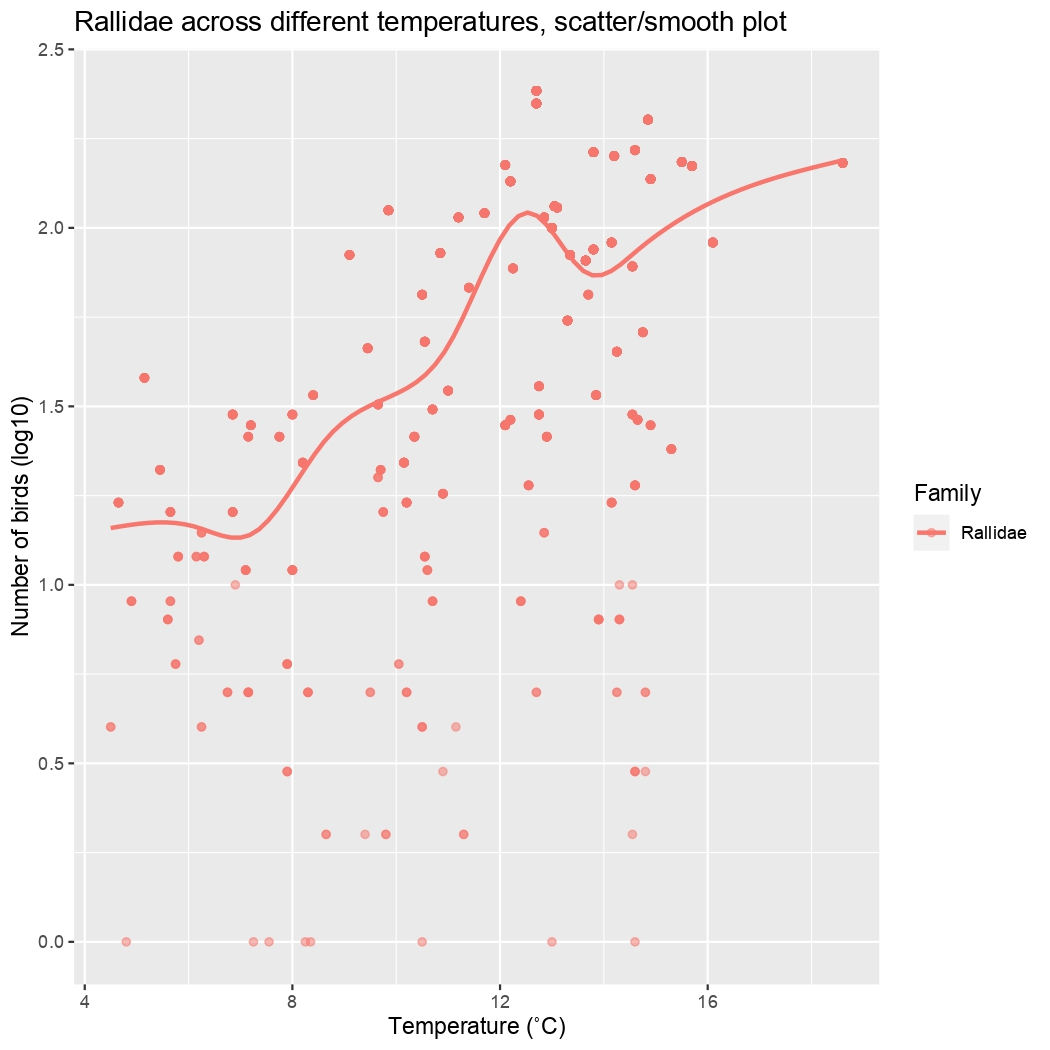 Rallidae across different temperatures, scatter/smooth plot
2.5
2.0
1.5
1.0
0.5
0.0
Number of birds (log10)
4 8 12 16
Temperature (˚C)
Family
Rallidae